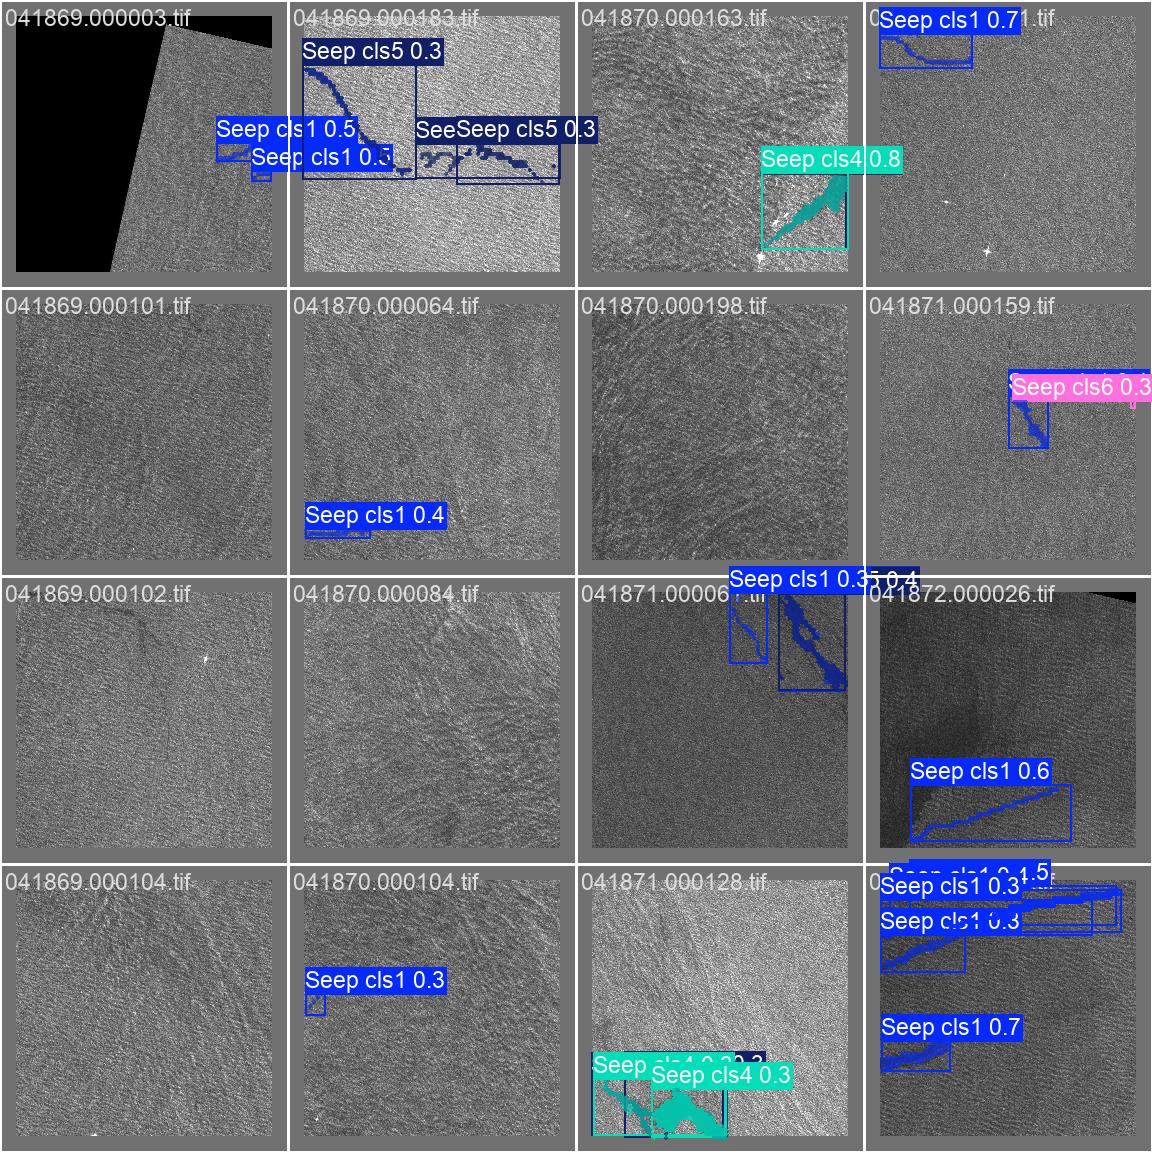 041869.000003.tif
Seep cls1 0.5
Seep cls1 0.5
041869.000183.tif
Seep cls5 0.3
Seep cls5 0.3
041870.000163.tif
Seep cls4 0.8
Seep cls1 0.7
041869.000101.tif
041870.000064.tif
Seep cls1 0.4
041870.000198.tif
041871.000159.tif
Seep cls6 0.3
041869.000102.tif
041870.000084.tif
Seep cls1 0.3
041872.000026.tif
Seep cls1 0.6
041869.000104.tif
041870.000104.tif
Seep cls1 0.3
041871.000128.tif
Seep cls4 0.3
Seep cls1 0.3
Seep cls1 0.3
Seep cls1 0.7